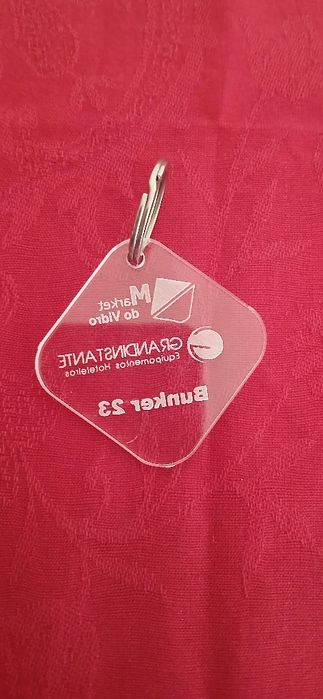 Market
do Vidro
GRANDINSTANTE
Equipamentos Hoteleiros
Bunker 23